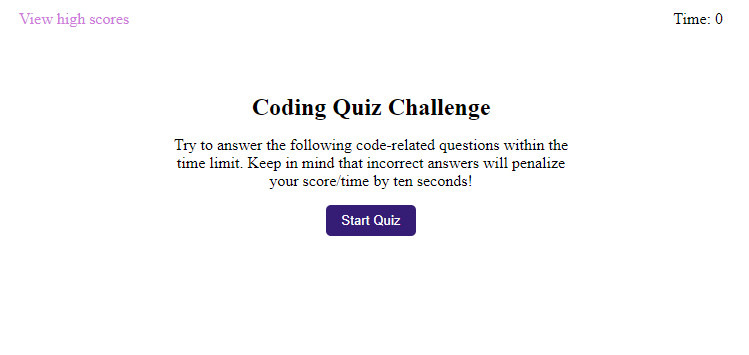 View high scores
Time: 0
Coding Quiz Challenge
Try to answer the following code-related questions within the
time limit. Keep in mind that incorrect answers will penalize
your score/time by ten seconds!
Start Quiz